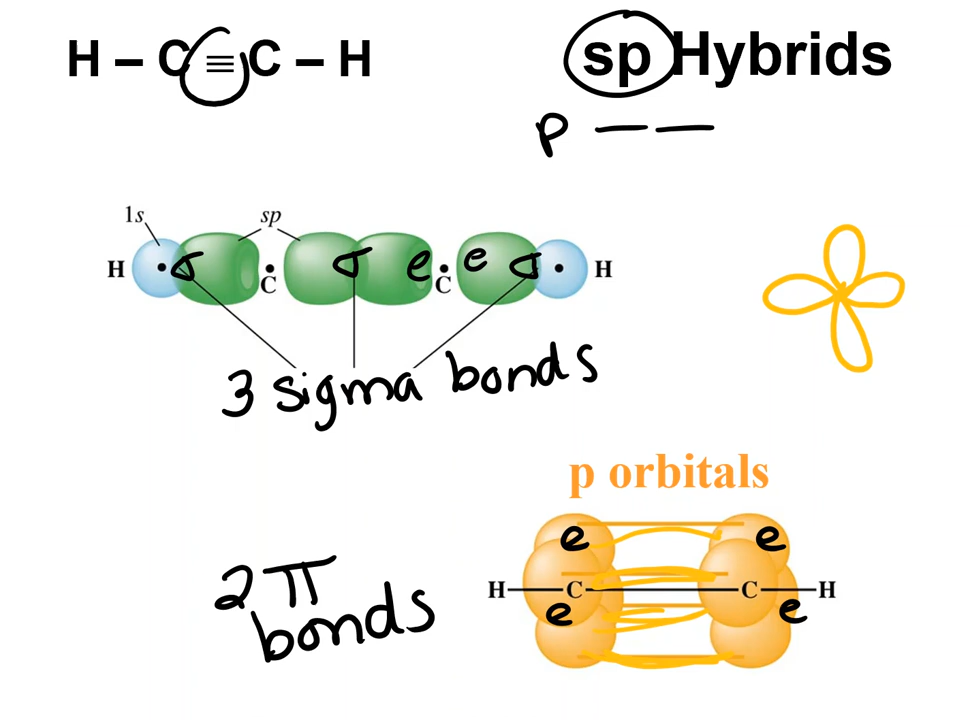 H – C ≡ C – H
sp Hybrids
p — —
1s
sp
H σ C σ e C e σ H
3 sigma bonds
p orbitals
e e
H C C H
e e
2 π
bonds